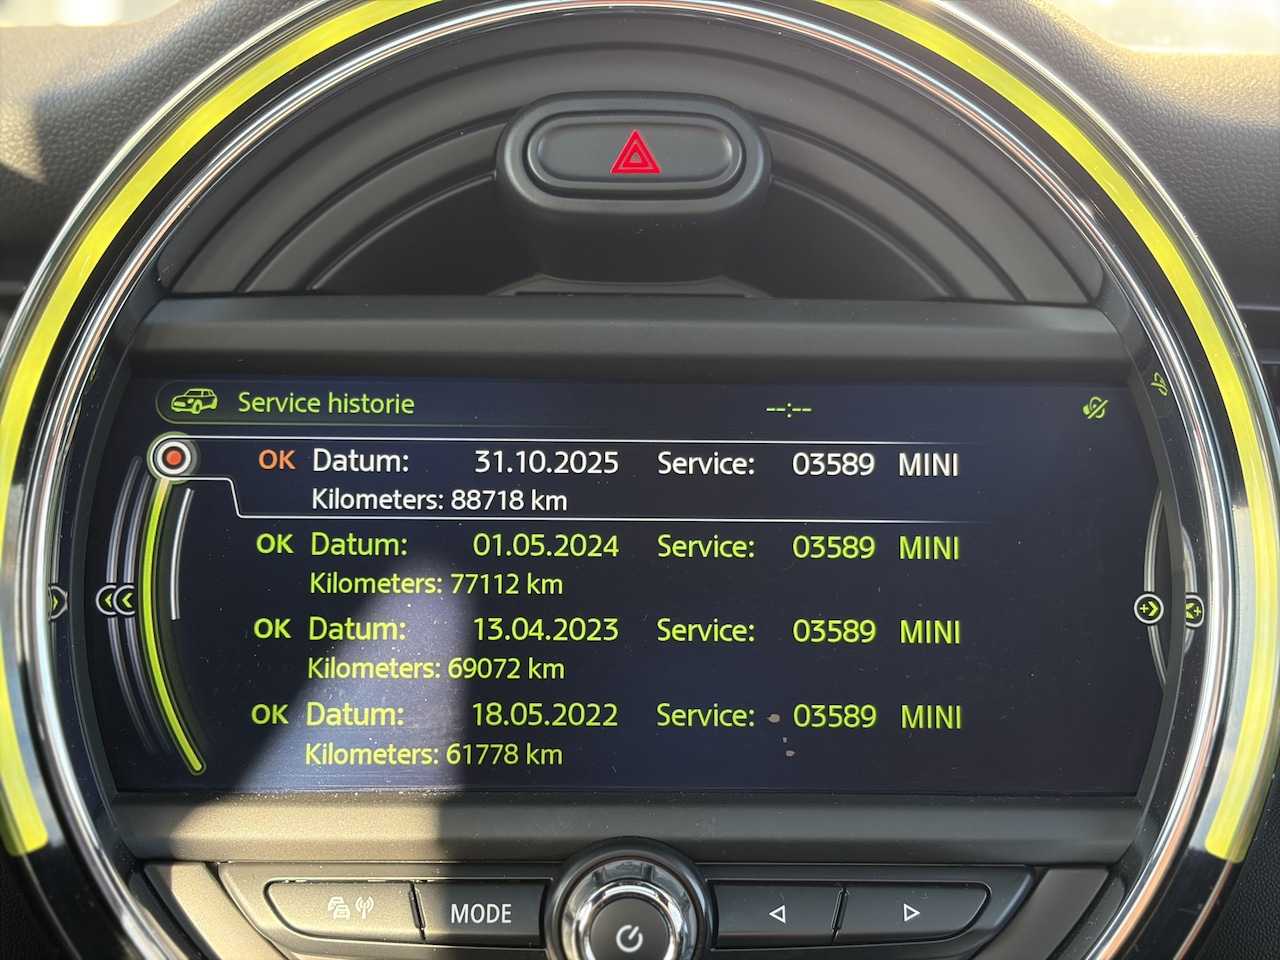 Service historie --:--
OK Datum: 31.10.2025 Service: 03589 MINI
Kilometers: 88718 km
OK Datum: 01.05.2024 Service: 03589 MINI
Kilometers: 77112 km
OK Datum: 13.04.2023 Service: 03589 MINI
Kilometers: 69072 km
OK Datum: 18.05.2022 Service: 03589 MINI
Kilometers: 61778 km
MODE